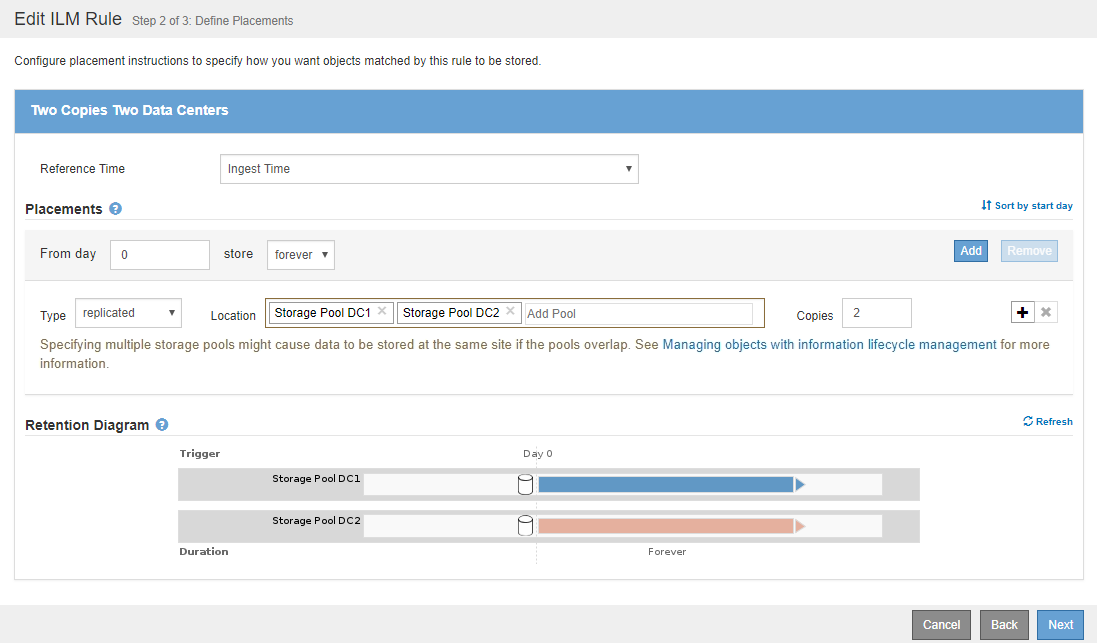 Edit ILM Rule Step 2 of 3: Define Placements
Configure placement instructions to specify how you want objects matched by this rule to be stored.
Two Copies Two Data Centers
Reference Time Ingest Time
Placements ? Sort by start day
From day 0 store forever Add Remove
Type replicated Location Storage Pool DC1 × Storage Pool DC2 × Add Pool Copies 2
Specifying multiple storage pools might cause data to be stored at the same site if the pools overlap. See Managing objects with information lifecycle management for more
information.
Retention Diagram ? Refresh
Trigger Day 0
Storage Pool DC1
Storage Pool DC2
Duration Forever
Cancel Back Next